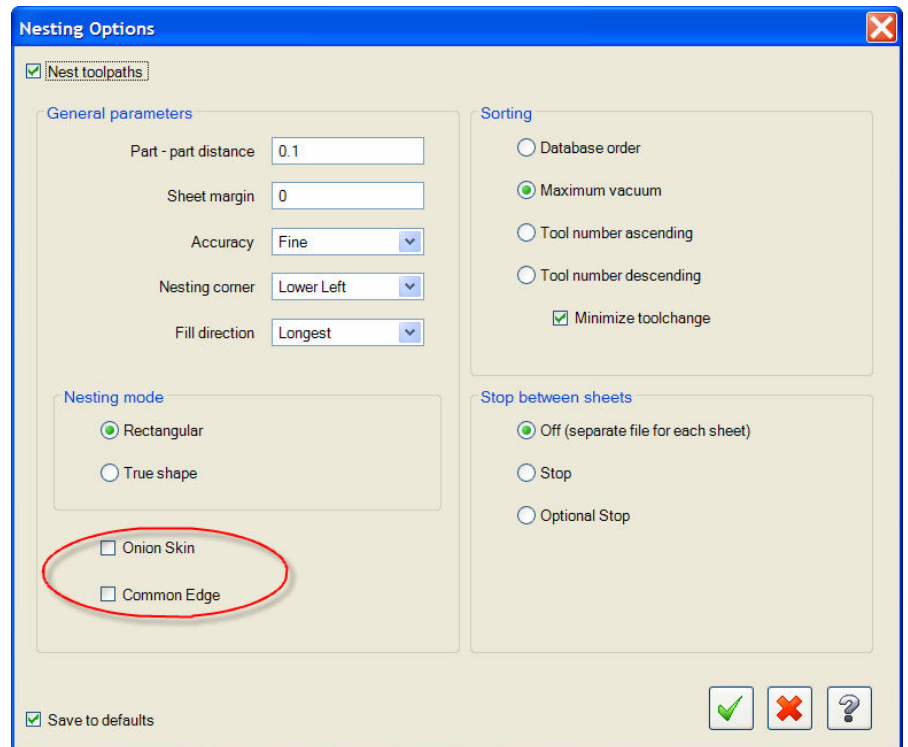 Nesting Options
Nest toolpaths
General parameters
Part - part distance 0.1
Sheet margin 0
Accuracy Fine
Nesting corner Lower Left
Fill direction Longest
Nesting mode
Rectangular
True shape
Onion Skin
Common Edge
Sorting
Database order
Maximum vacuum
Tool number ascending
Tool number descending
Minimize toolchange
Stop between sheets
Off (separate file for each sheet)
Stop
Optional Stop
Save to defaults
?